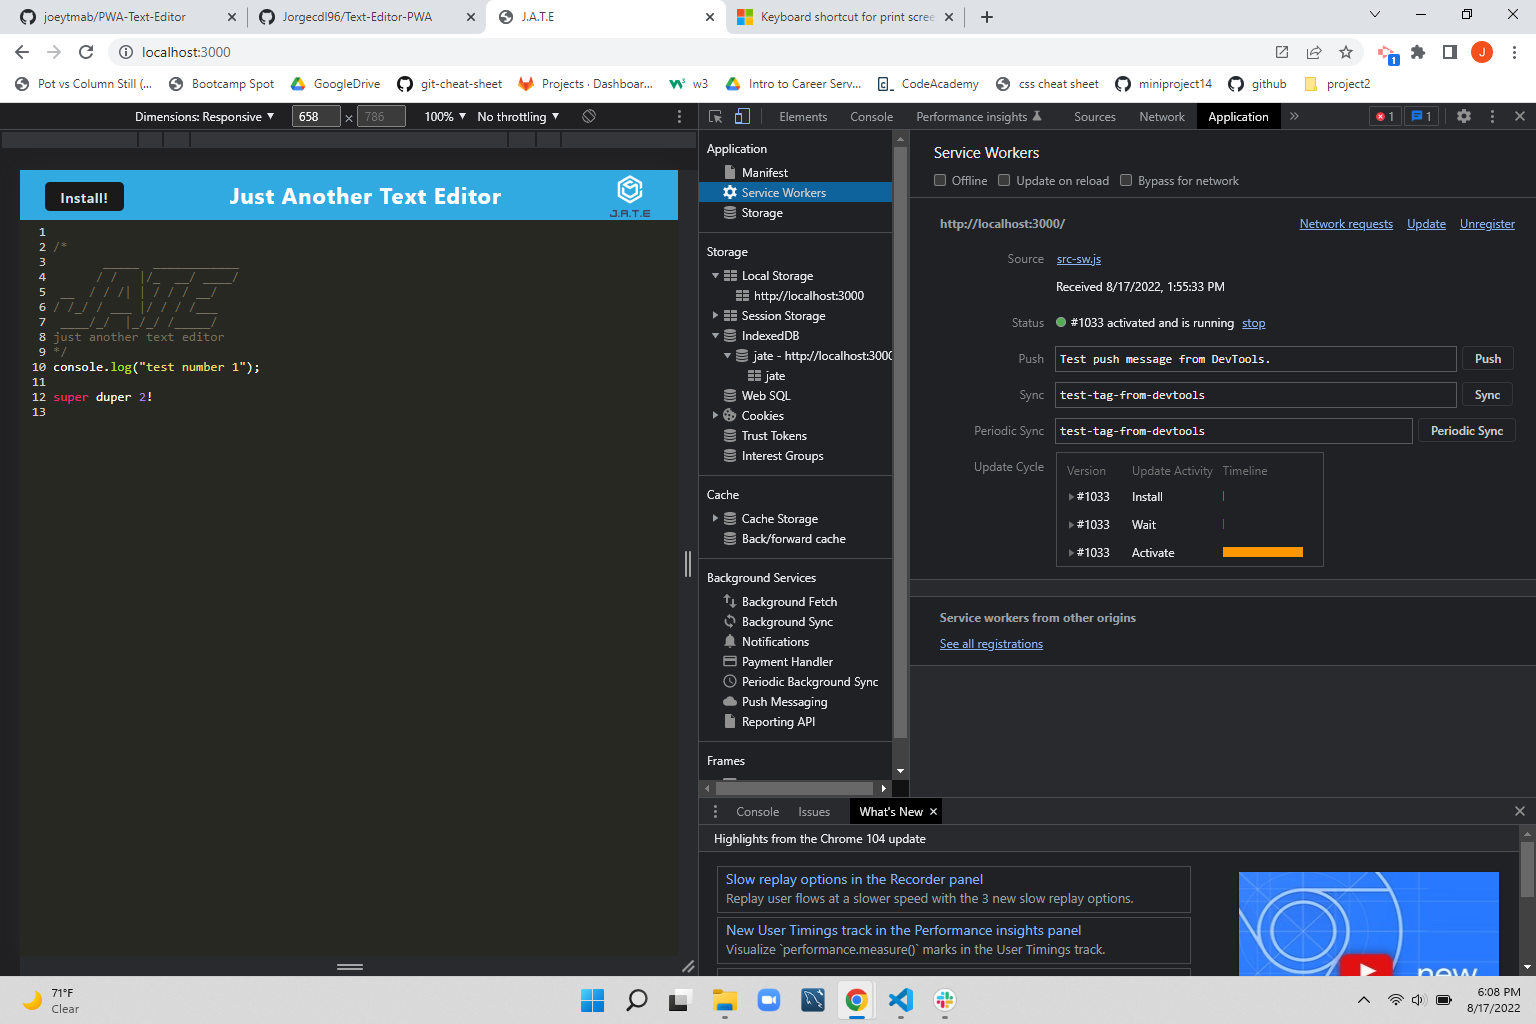 joeytmab/PWA-Text-Editor
Jorgecdl96/Text-Editor-PWA
J.A.T.E
Keyboard shortcut for print scree
localhost:3000
J
1
Pot vs Column Still (...
Bootcamp Spot
GoogleDrive
git-cheat-sheet
Projects · Dashboar...
w3
Intro to Career Serv...
CodeAcademy
css cheat sheet
miniproject14
github
project2
Dimensions: Responsive
658
×
786
100%
No throttling
Elements
Console
Performance insights
Sources
Network
Application
1
1
Install!
Just Another Text Editor
J.A.T.E
1
2 /*
3 _____ ___________
4 / / |/_ __/ ____/
5 __ / / /| | / / / __/
6 / /_/ / ___ |/ / / /___
7 ____/_/ |_/_/ /_____/
8 just another text editor
9 */
10 console.log("test number 1");
11
12 super duper 2!
13
Application
Manifest
Service Workers
Storage
Storage
Local Storage
http://localhost:3000
Session Storage
IndexedDB
jate - http://localhost:3000
jate
Web SQL
Cookies
Trust Tokens
Interest Groups
Cache
Cache Storage
Back/forward cache
Background Services
Background Fetch
Background Sync
Notifications
Payment Handler
Periodic Background Sync
Push Messaging
Reporting API
Frames
Service Workers
Offline
Update on reload
Bypass for network
http://localhost:3000/
Network requests
Update
Unregister
Source
src-sw.js
Received 8/17/2022, 1:55:33 PM
Status
#1033 activated and is running
stop
Push
Test push message from DevTools.
Push
Sync
test-tag-from-devtools
Sync
Periodic Sync
test-tag-from-devtools
Periodic Sync
Update Cycle
Version
Update Activity
Timeline
#1033
Install
#1033
Wait
#1033
Activate
Service workers from other origins
See all registrations
Console
Issues
What's New
Highlights from the Chrome 104 update
Slow replay options in the Recorder panel
Replay user flows at a slower speed with the 3 new slow replay options.
New User Timings track in the Performance insights panel
Visualize `performance.measure()` marks in the User Timings track.
new
71°F
Clear
6:08 PM
8/17/2022